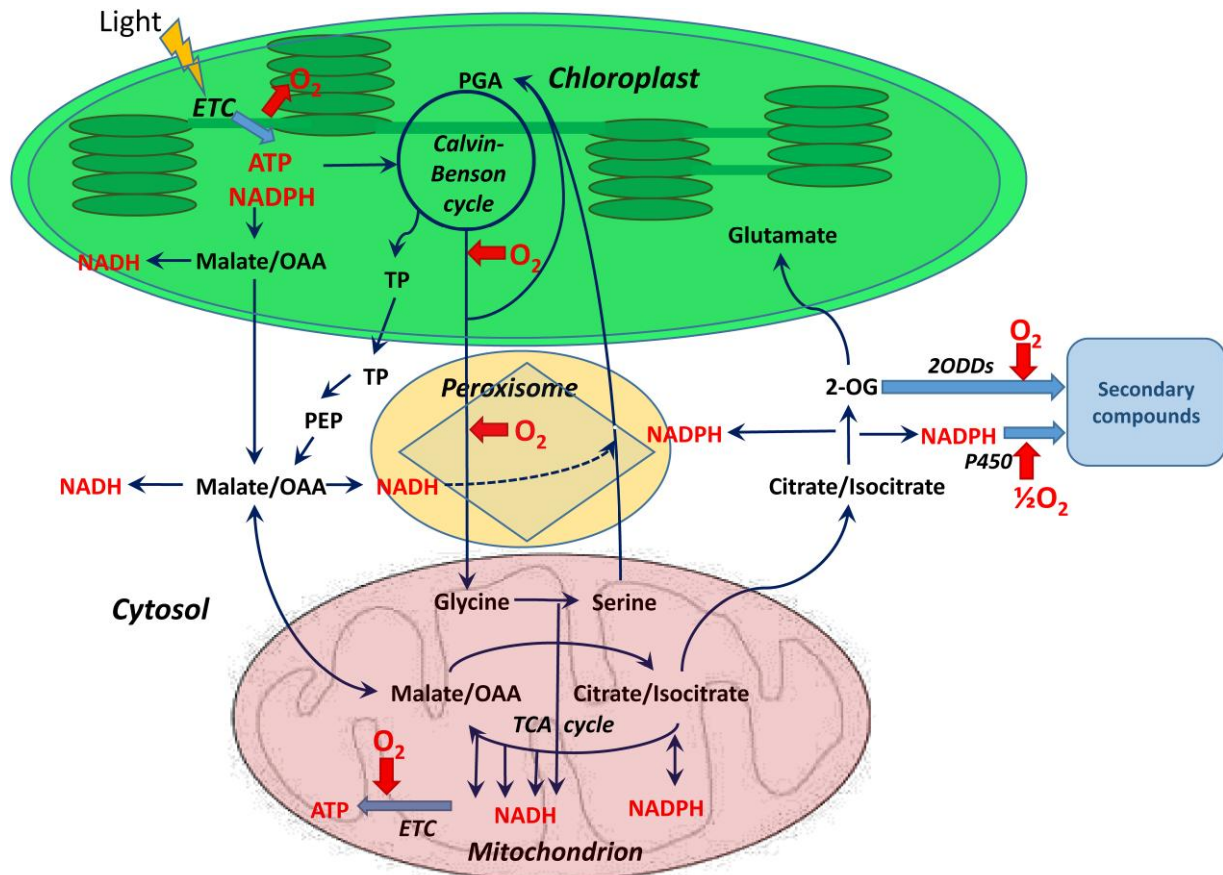 Light
O₂
PGA
Chloroplast
ETC
Calvin-
Benson
cycle
ATP
NADPH
Glutamate
NADH
Malate/OAA
O₂
TP
O₂
TP
Peroxisome
2-OG
2ODDs
Secondary
compounds
PEP
O₂
NADPH
NADPH
P450
NADH
Malate/OAA
NADH
Citrate/Isocitrate
½O₂
Cytosol
Glycine
Serine
Malate/OAA
Citrate/Isocitrate
TCA cycle
O₂
ATP
ETC
NADH
NADPH
Mitochondrion